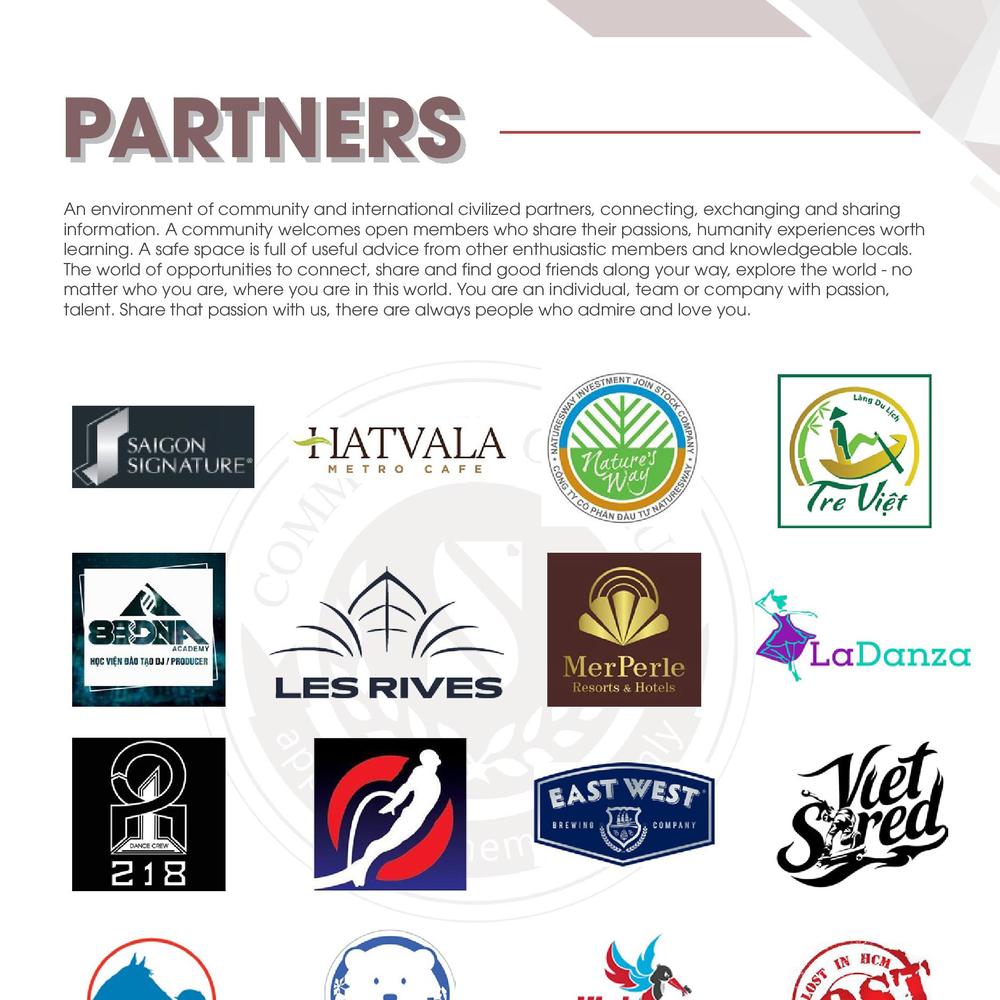 PARTNERS
An environment of community and international civilized partners, connecting, exchanging and sharing
information. A community welcomes open members who share their passions, humanity experiences worth
learning. A safe space is full of useful advice from other enthusiastic members and knowledgeable locals.
The world of opportunities to connect, share and find good friends along your way, explore the world - no
matter who you are, where you are in this world. You are an individual, team or company with passion,
talent. Share that passion with us, there are always people who admire and love you.
SAIGON
SIGNATURE®
HATVALA
METRO CAFE
NATURESWAY INVESTMENT JOIN STOCK COMPANY
Nature's
Way
CÔNG TY CỔ PHẦN ĐẦU TƯ NATURESWAY
Làng Du Lịch
Tre Việt
883DNA
ACADEMY
HỌC VIỆN ĐÀO TẠO DJ / PRODUCER
LES RIVES
MerPerle
Resorts & Hotels
LaDanza
DANCE CREW
218
EAST WEST
BREWING COMPANY
Viet
Sored
LOST IN HCM